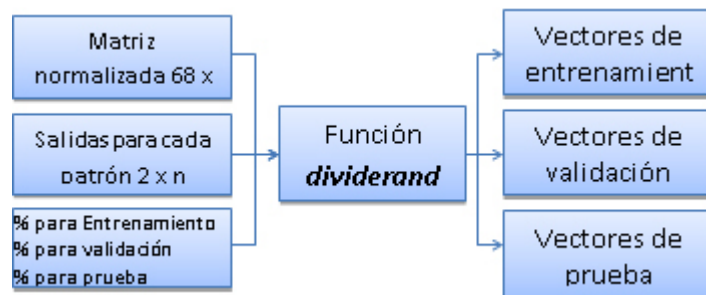 Matriz
normalizada 68 x
Salidas para cada
patrón 2 x n
% para Entrenamiento
% para validación
% para prueba
Función
dividerand
Vectores de
entrenamient
Vectores de
validación
Vectores de
prueba